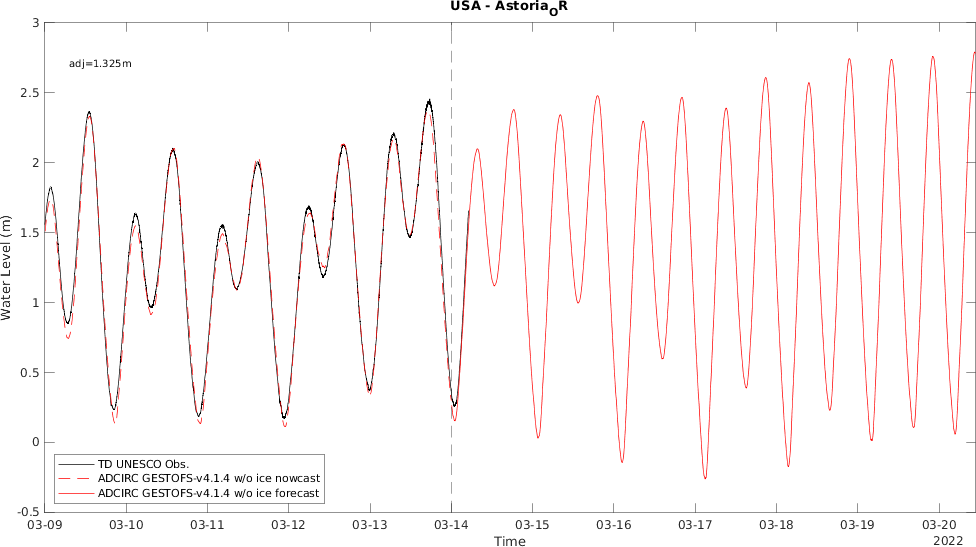 USA - Astoria_OR
3
adj=1.325m
2.5
2
1.5
1
0.5
0
-0.5
Water Level (m)
TD UNESCO Obs.
ADCIRC GESTOFS-v4.1.4 w/o ice nowcast
ADCIRC GESTOFS-v4.1.4 w/o ice forecast
03-09 03-10 03-11 03-12 03-13 03-14 03-15 03-16 03-17 03-18 03-19 03-20
Time
2022